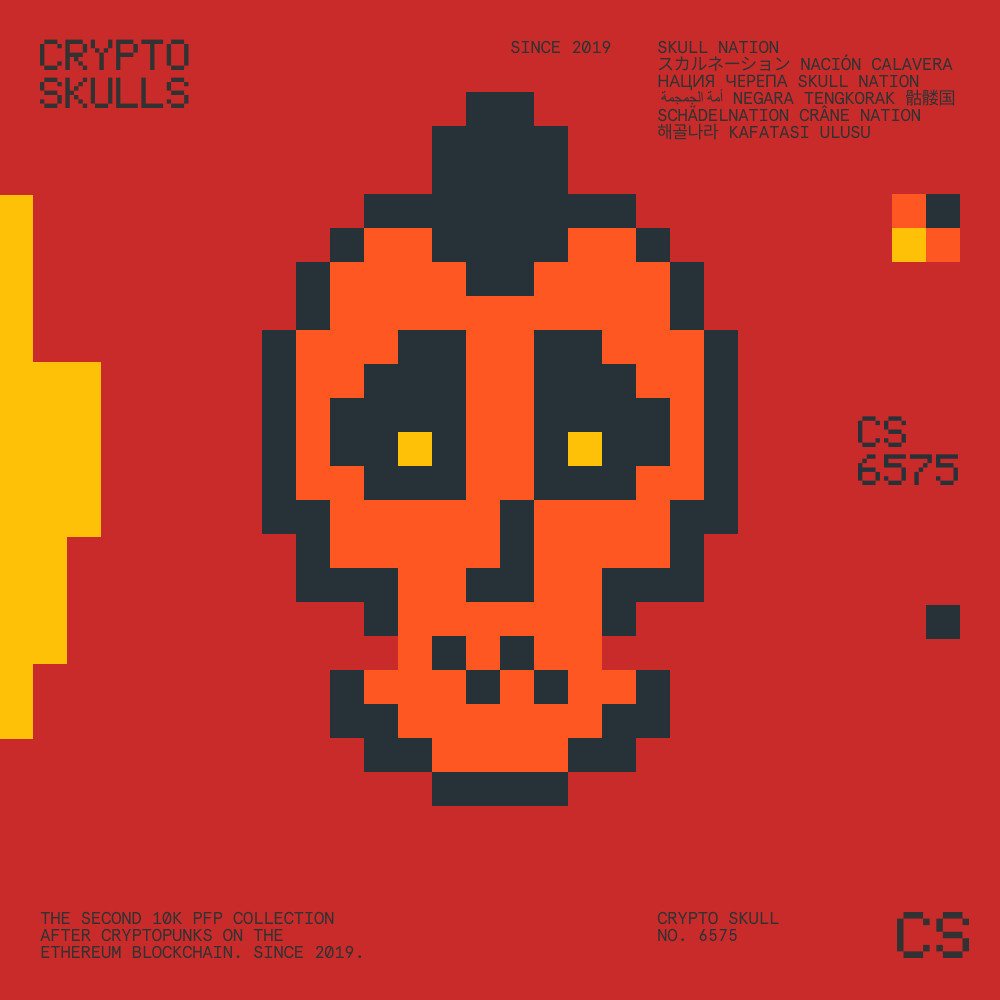 CRYPTO
SKULLS
SINCE 2019
SKULL NATION
スカルネーション NACIÓN CALAVERA
НАЦИЯ ЧЕРЕПА SKULL NATION
أمة الجمجمة NEGARA TENGKORAK 骷髅国
SCHÄDELNATION CRÂNE NATION
해골나라 KAFATASI ULUSU
CS
6575
THE SECOND 10K PFP COLLECTION
AFTER CRYPTOPUNKS ON THE
ETHEREUM BLOCKCHAIN. SINCE 2019.
CRYPTO SKULL
NO. 6575
CS